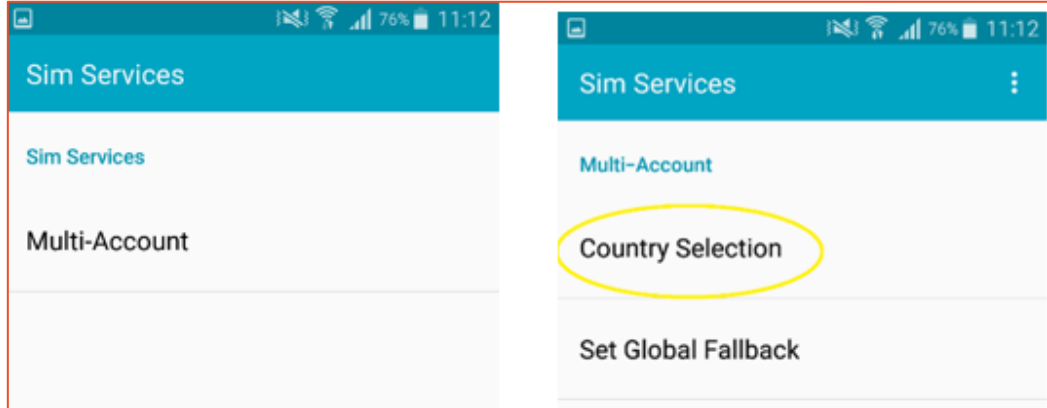 76% 11:12
Sim Services
Sim Services
Multi-Account
76% 11:12
Sim Services
Multi-Account
Country Selection
Set Global Fallback